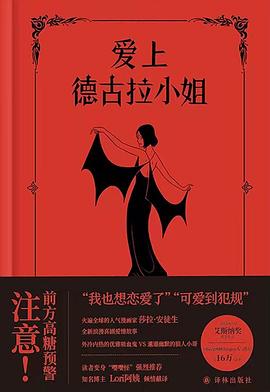 爱上
德古拉小姐
前方高糖预警
注意！
“我也想恋爱了”“可爱到犯规”
火遍全球的人气漫画家 莎拉·安徒生
全新浪漫喜剧爱情故事
外冷内热的优雅吸血鬼 VS 温暖幽默的狼人小哥
读者变身“嘤嘤怪” 强烈推荐
知名博主 Lori阿姨 倾情翻译
艾斯纳奖
16万
译林出版社